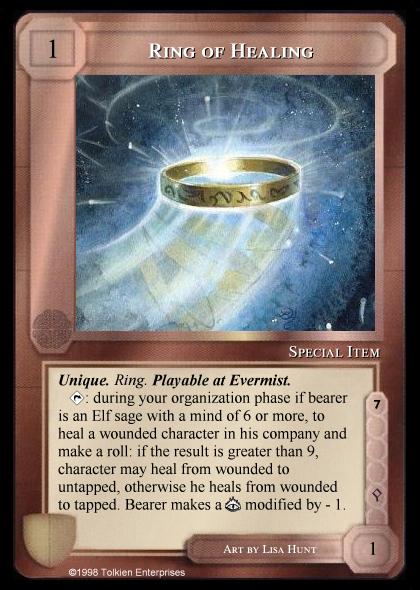 1
RING OF HEALING
SPECIAL ITEM
Unique. Ring. Playable at Evermist.
: during your organization phase if bearer
is an Elf sage with a mind of 6 or more, to
heal a wounded character in his company and
make a roll: if the result is greater than 9,
character may heal from wounded to
untapped, otherwise he heals from wounded
to tapped. Bearer makes a modified by - 1.
7
ART BY LISA HUNT
1
©1998 Tolkien Enterprises